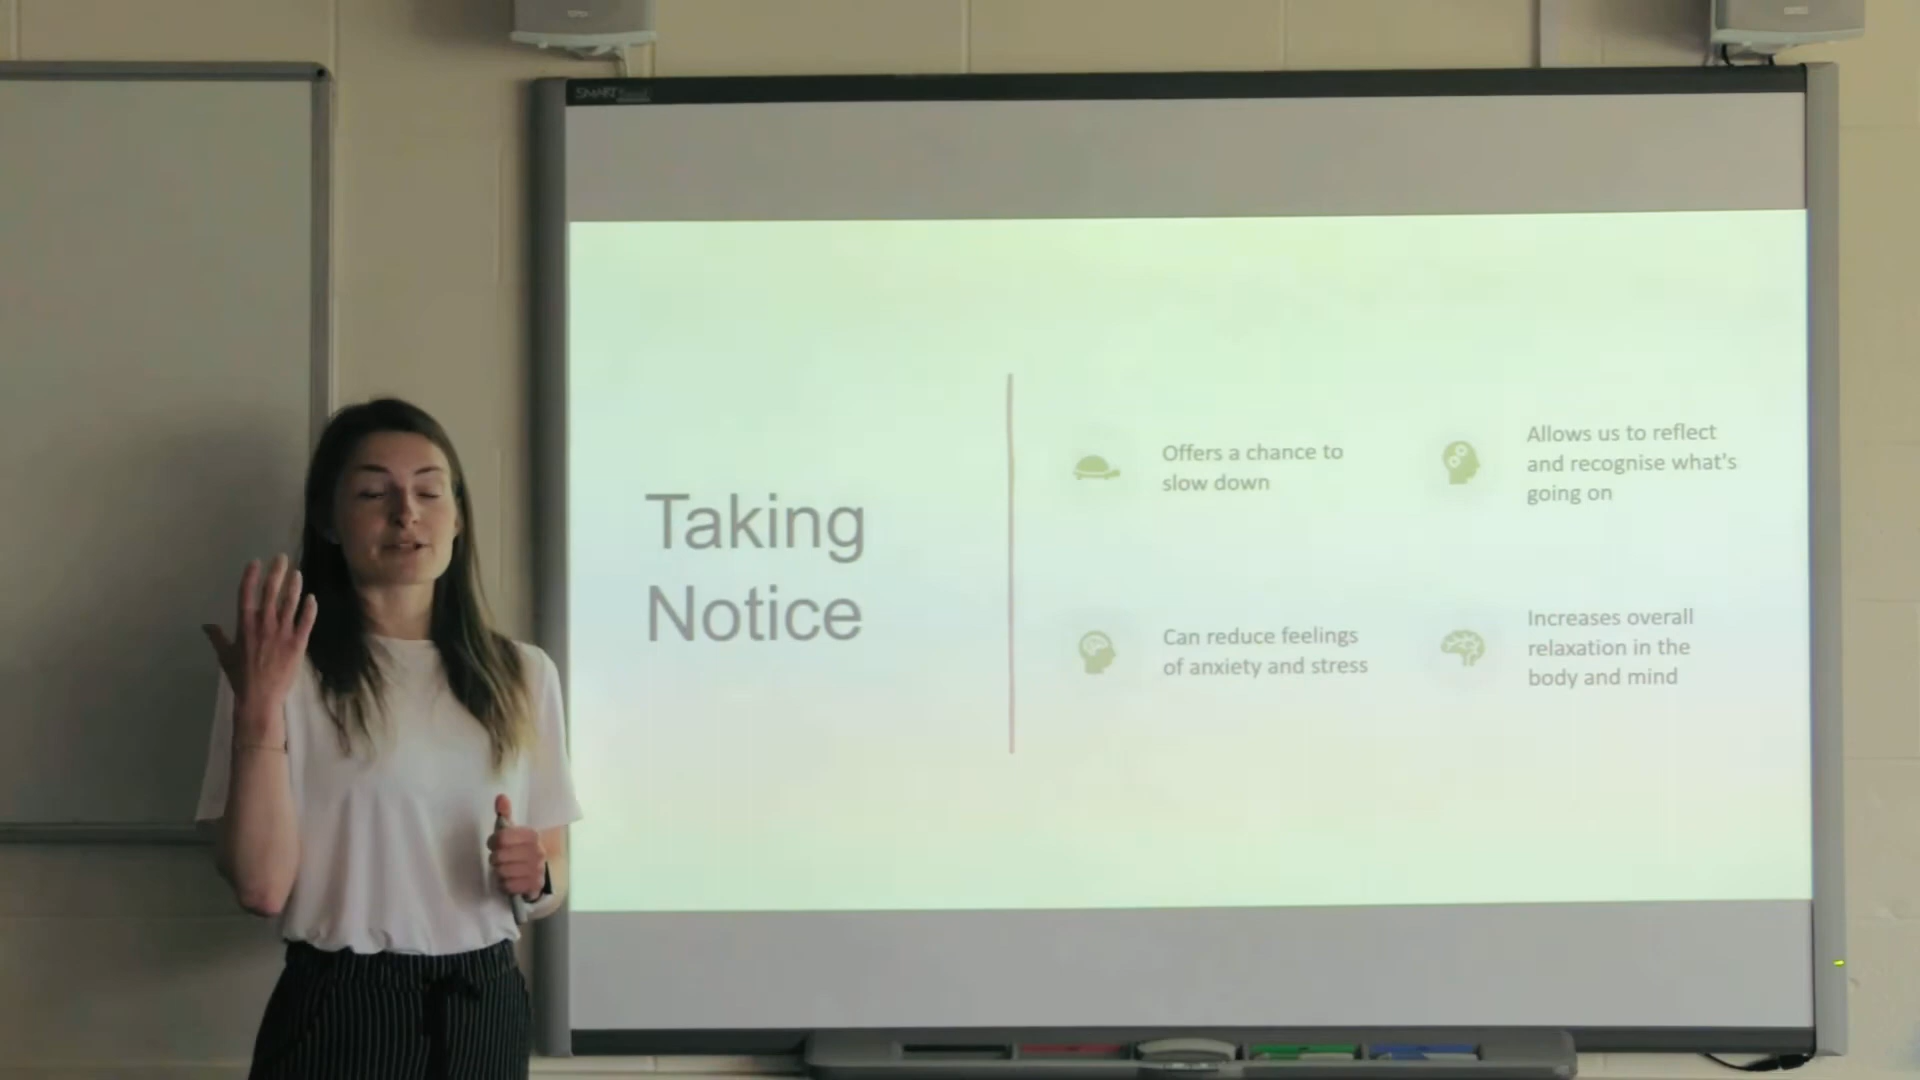 SMART
Taking
Notice
Offers a chance to
slow down
Allows us to reflect
and recognise what's
going on
Can reduce feelings
of anxiety and stress
Increases overall
relaxation in the
body and mind